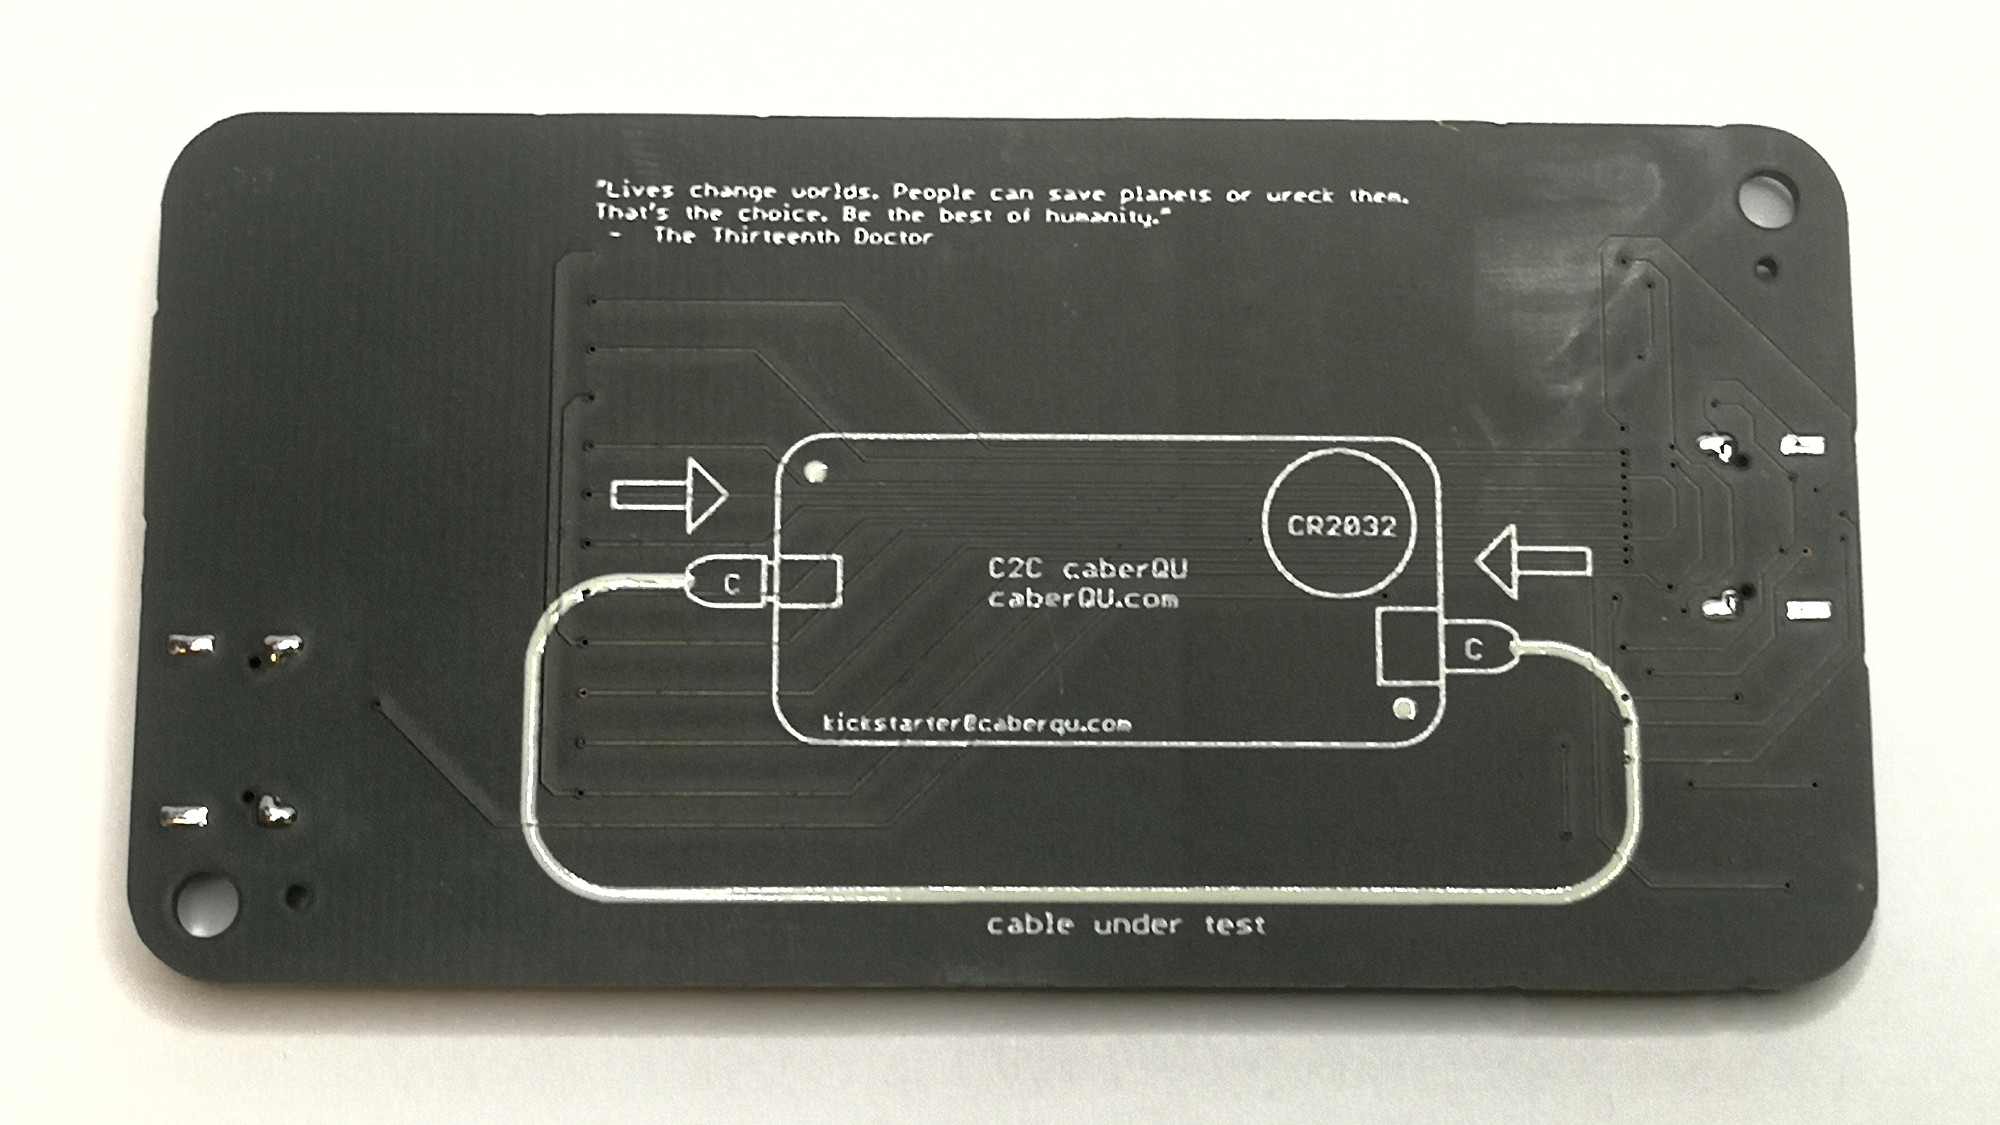 "Lives change worlds. People can save planets or wreck them.
That's the choice. Be the best of humanity."
- The Thirteenth Doctor
CR2032
C2C caberQU
caberQU.com
C
C
kickstarter@caberqu.com
cable under test